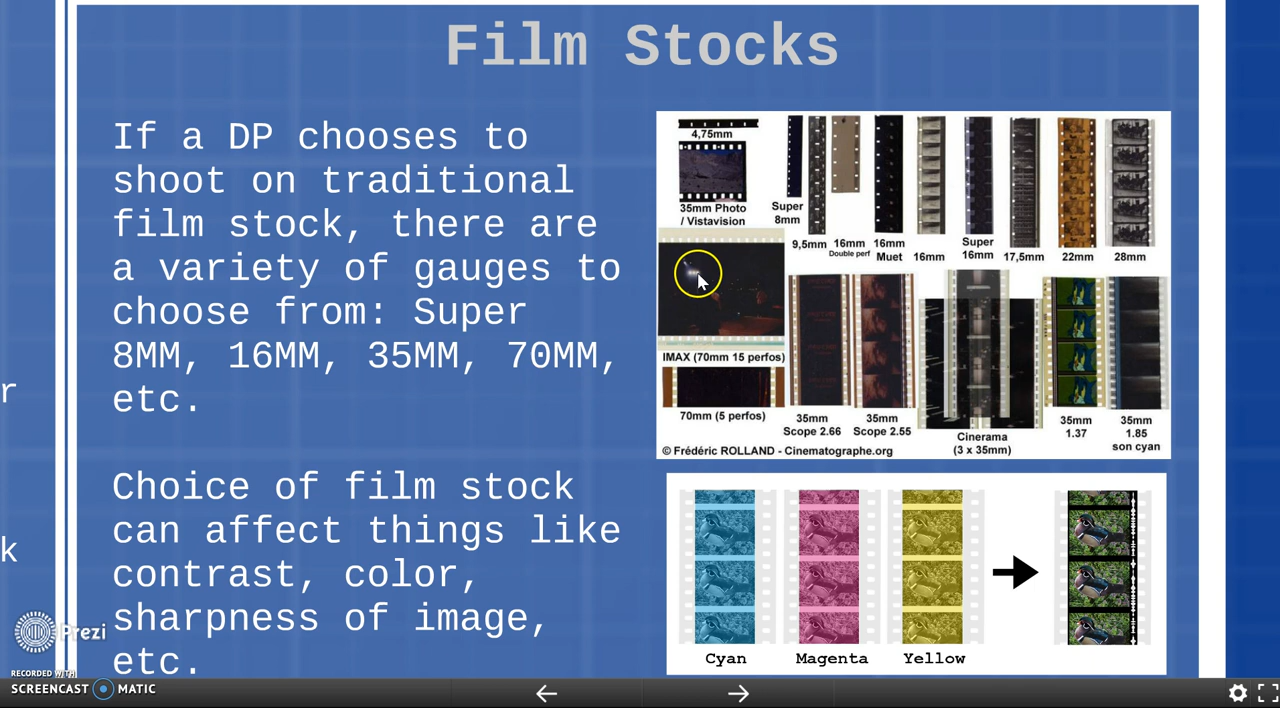 Film Stocks
If a DP chooses to
shoot on traditional
film stock, there are
a variety of gauges to
choose from: Super
8MM, 16MM, 35MM, 70MM,
etc.
Choice of film stock
can affect things like
contrast, color,
sharpness of image,
etc.
4,75mm
35mm Photo
/ Vistavision
Super
8mm
9,5mm
16mm
Double perf
16mm
Muet
16mm
Super
16mm
17,5mm
22mm
28mm
IMAX (70mm 15 perfos)
70mm (5 perfos)
35mm
Scope 2.66
35mm
Scope 2.55
Cinerama
(3 x 35mm)
35mm
1.37
35mm
1.85
son cyan
© Frédéric ROLLAND - Cinematographe.org
Cyan
Magenta
Yellow
r
k
Prezi
RECORDED WITH
SCREENCAST MATIC